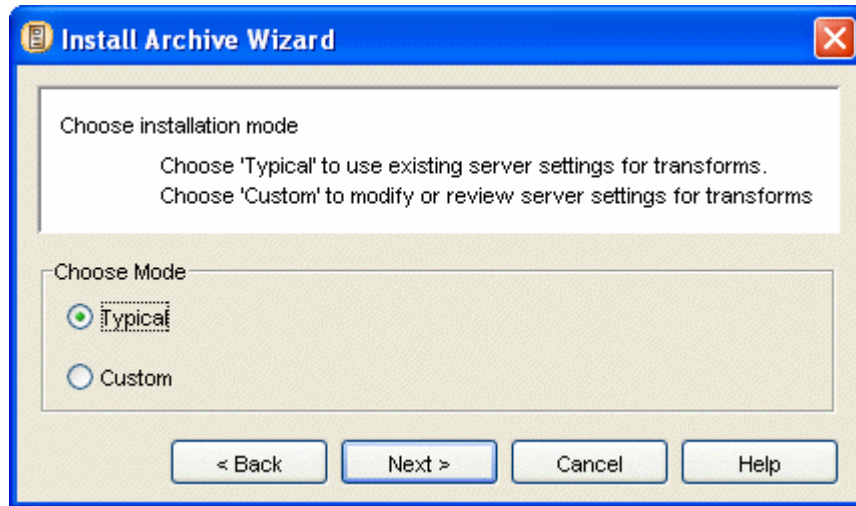 Install Archive Wizard
Choose installation mode
Choose 'Typical' to use existing server settings for transforms.
Choose 'Custom' to modify or review server settings for transforms
Choose Mode
Typical
Custom
< Back
Next >
Cancel
Help